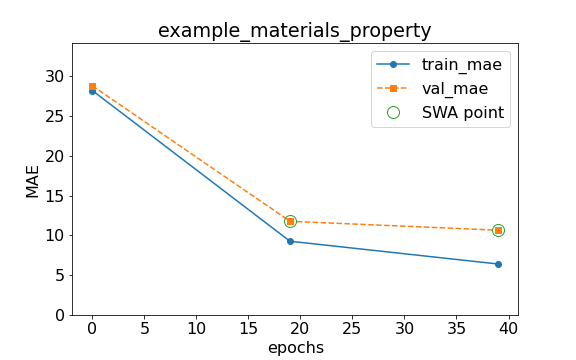 example_materials_property
train_mae
val_mae
SWA point
MAE
30
25
20
15
10
5
0
0 5 10 15 20 25 30 35 40
epochs